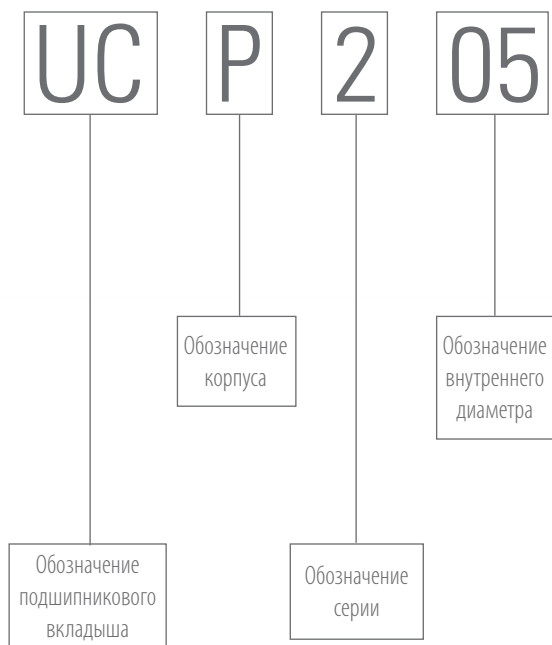 UC P 2 05
Обозначение
корпуса
Обозначение
внутреннего
диаметра
Обозначение
подшипникового
вкладыша
Обозначение
серии